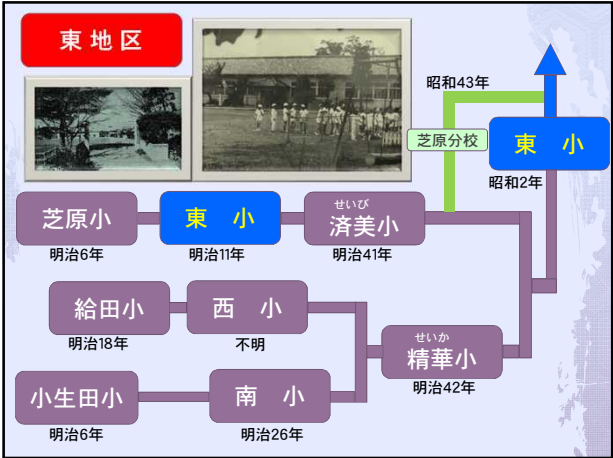 東地区
昭和43年
芝原分校
東 小
昭和2年
芝原小
明治6年
東 小
明治11年
せいび
済美小
明治41年
給田小
明治18年
西 小
不明
せいか
精華小
明治42年
小生田小
明治6年
南 小
明治26年